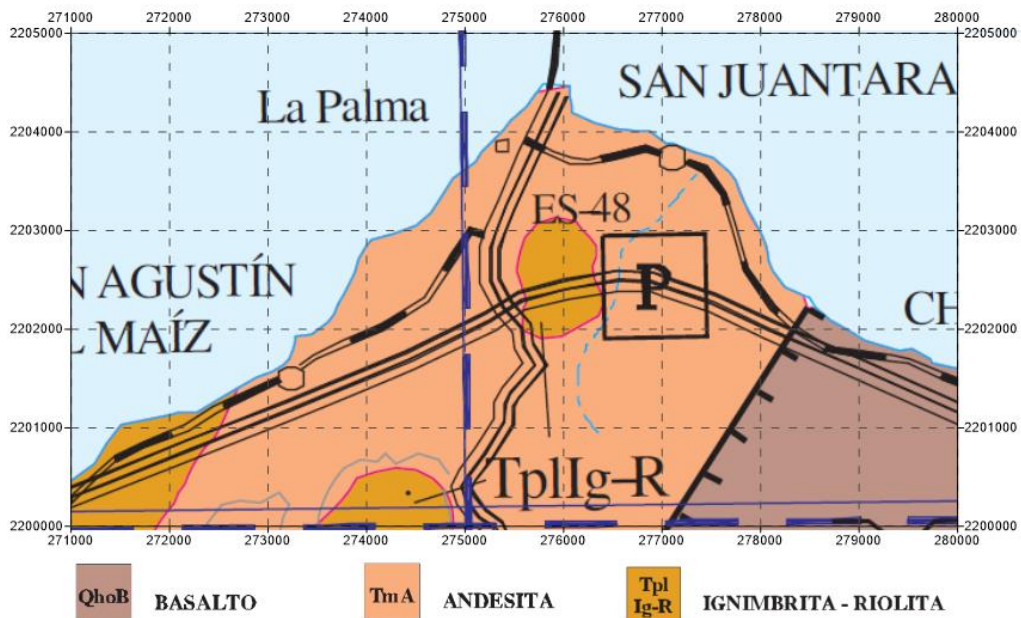 271000 272000 273000 274000 275000 276000 277000 278000 279000 280000
2205000 2205000
La Palma SAN JUANTARA
2204000 2204000
ES-48
2203000 2203000
N AGUSTÍN
P CH
2202000 2202000
L MAÍZ
2201000 2201000
TplIg-R
2200000 2200000
271000 272000 273000 274000 275000 276000 277000 278000 279000 280000
QhoB BASALTO TmA ANDESITA Tpl
Ig-R IGNIMBRITA - RIOLITA